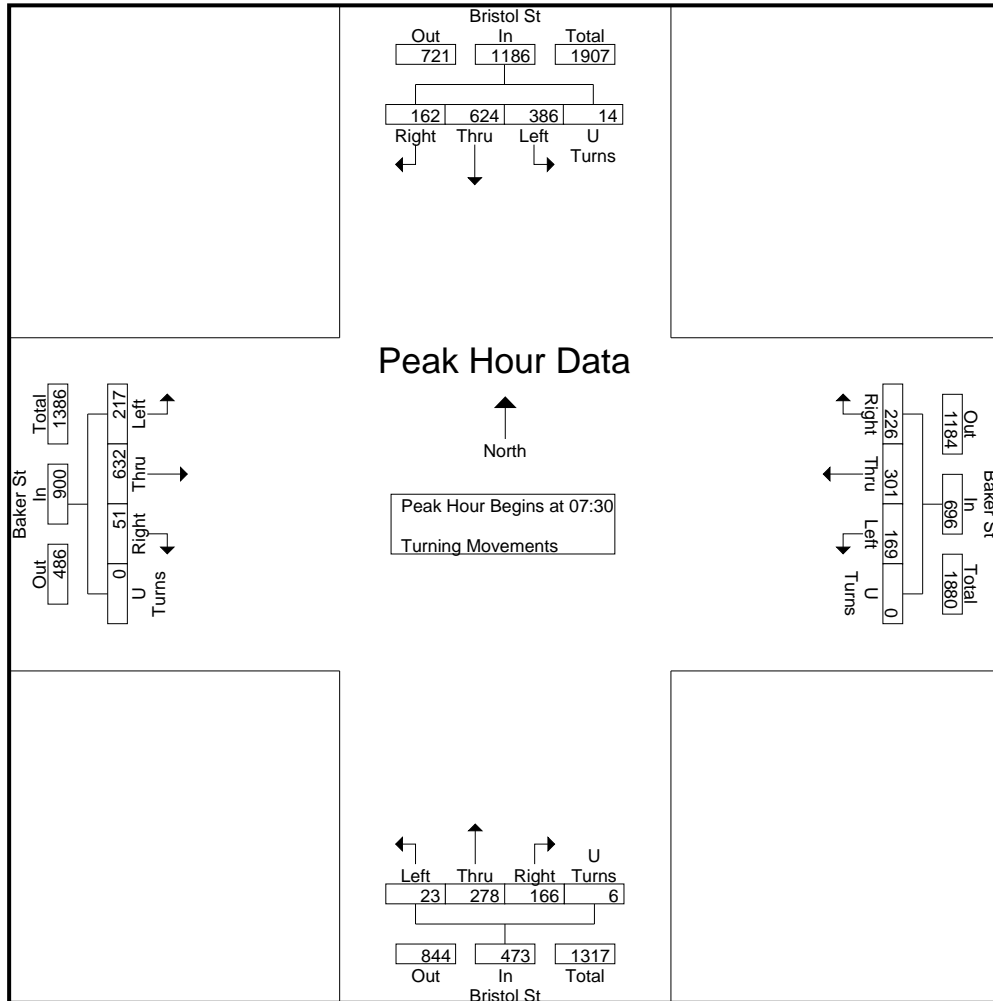 Bristol St
Out In Total
721 1186 1907
162 624 386 14
Right Thru Left U
Turns
Peak Hour Data
North
Peak Hour Begins at 07:30
Turning Movements
Baker St
Total In Out
1386 900 486
217 632 51 0
Left Thru Right U
Turns
Baker St
Out In Total
1184 696 1880
226 301 169 0
Right Thru Left U
Turns
U
Left Thru Right Turns
23 278 166 6
844 473 1317
Out In Total
Bristol St